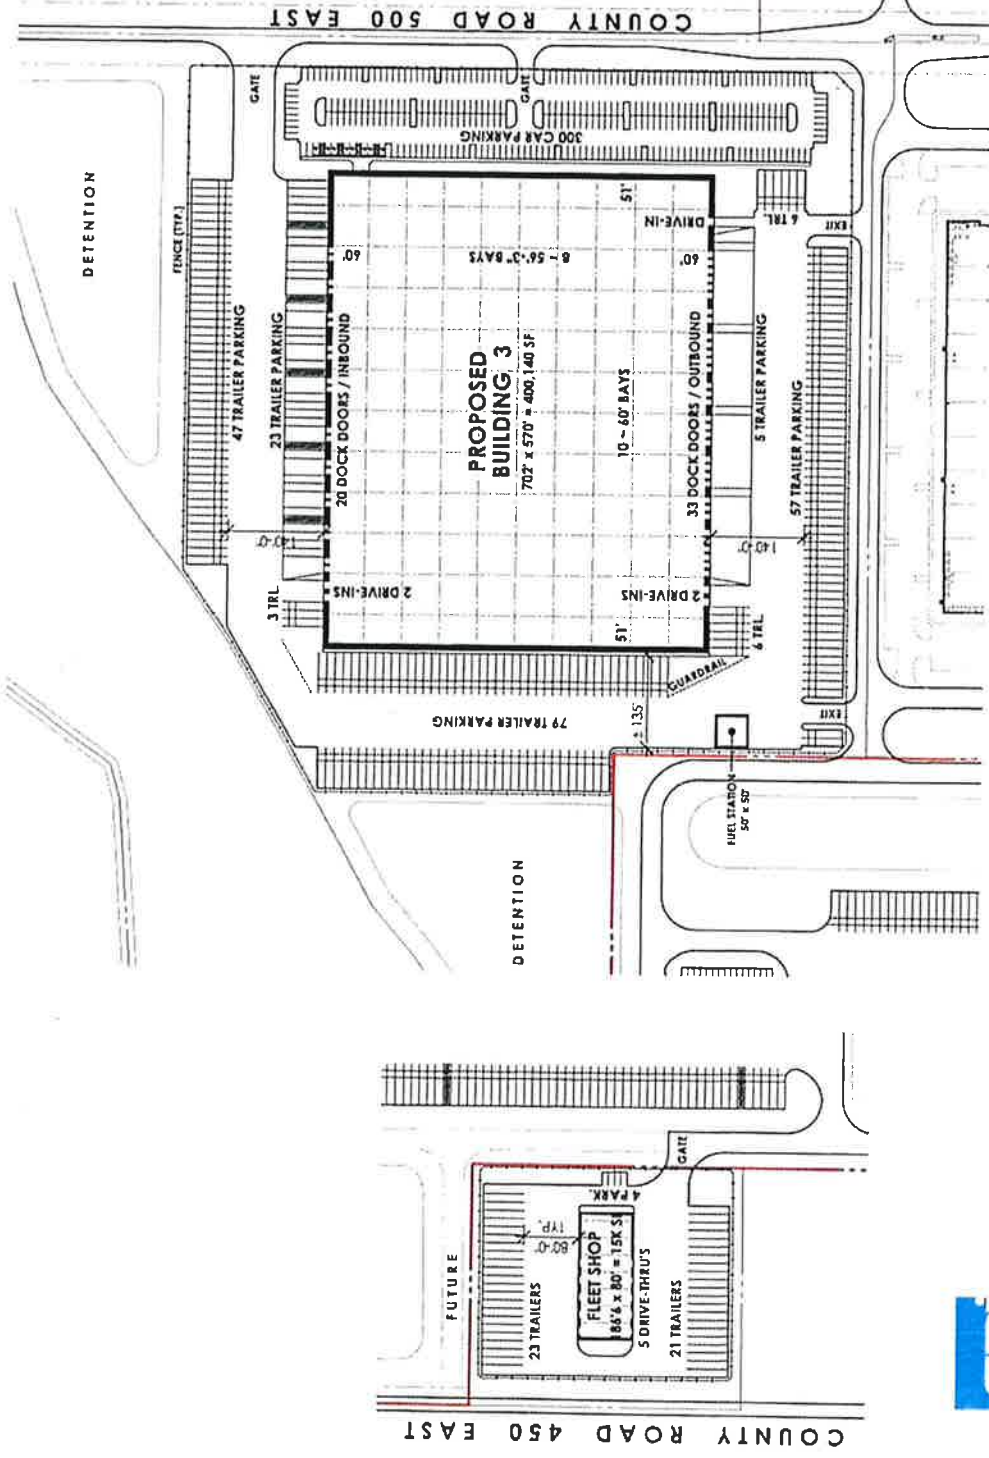 COUNTY ROAD 500 EAST
GATE
GATE
300 CAR PARKING
DETENTION
FENCE (TYP.)
47 TRAILER PARKING
23 TRAILER PARKING
20 DOCK DOORS / INBOUND
60'
8 ~ 56'-3" BAYS
51'
DRIVE-IN
60'
6 TRL.
EXIT
PROPOSED
BUILDING 3
702' x 570' = 400,140 SF
10 ~ 60' BAYS
33 DOCK DOORS / OUTBOUND
5 TRAILER PARKING
57 TRAILER PARKING
140'-0"
140'-0"
3 TRL.
2 DRIVE-INS
2 DRIVE-INS
51'
6 TRL.
GUARDRAIL
79 TRAILER PARKING
± 135'
EXIT
FUEL STATION
50' x 50'
DETENTION
FUTURE
23 TRAILERS
80'-0"
TYP.
4 PARK.
GATE
FLEET SHOP
186'6 x 80' = 15K SF
5 DRIVE-THRU'S
21 TRAILERS
COUNTY ROAD 450 EAST